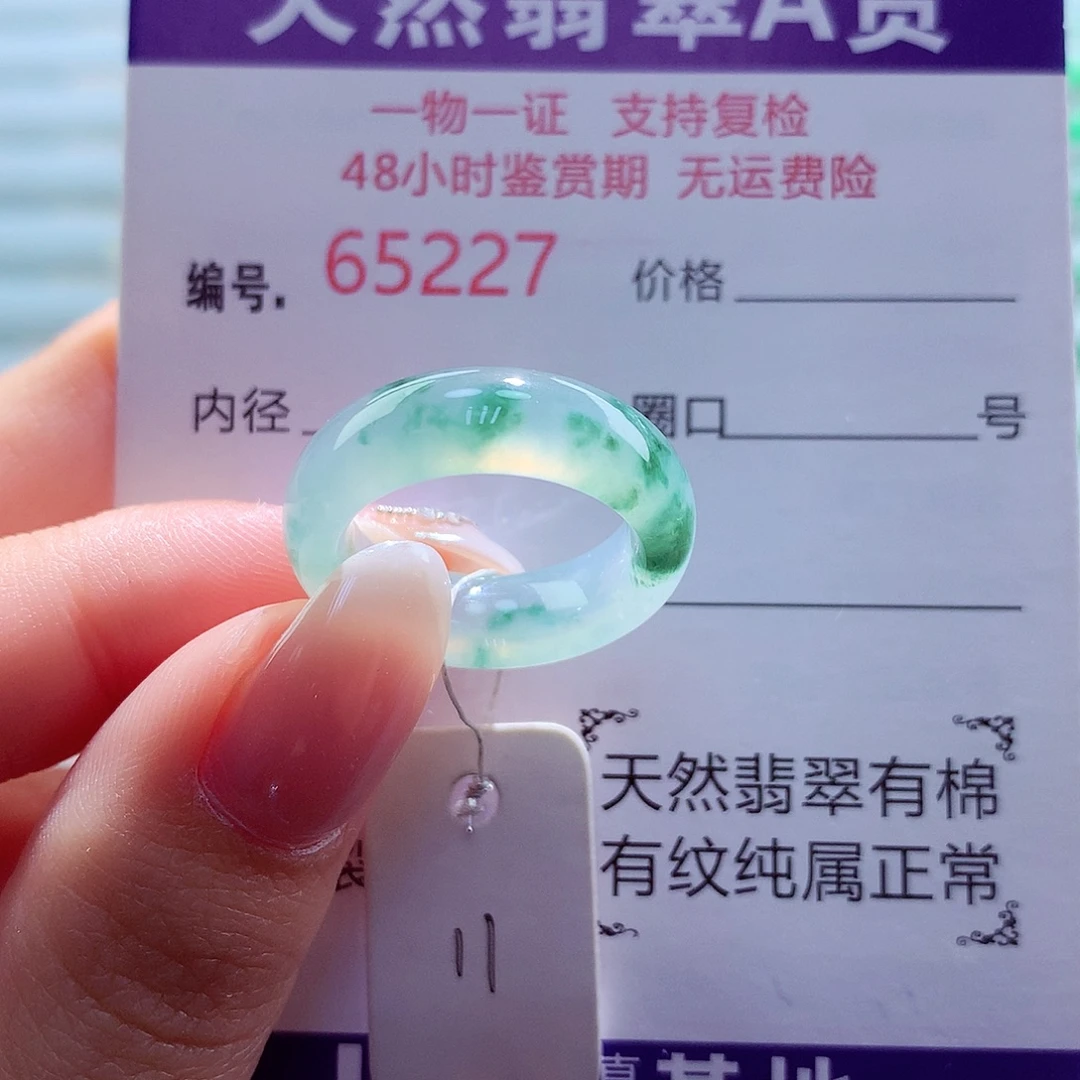 天然翡翠A货
一物一证 支持复检
48小时鉴赏期 无运费险
编号. 65227 价格
内径 圈口 号
天然翡翠有棉
有纹纯属正常
11
基地